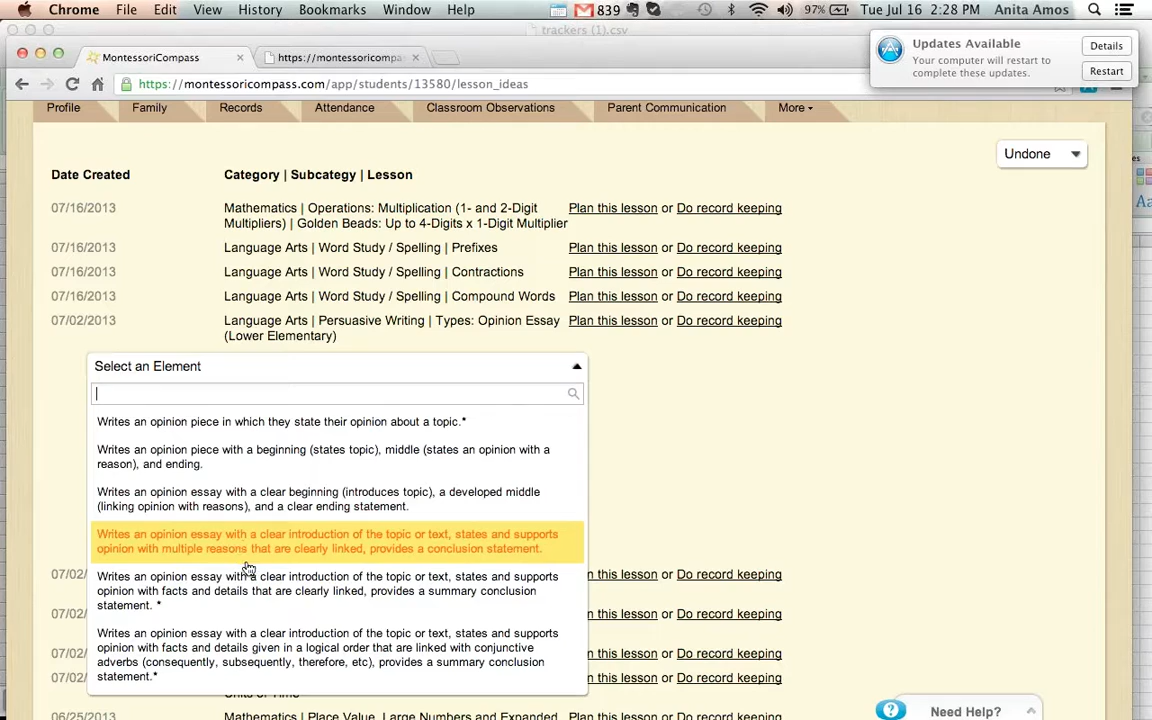 Chrome File Edit View History Bookmarks Window Help 839 97% Tue Jul 16 2:28 PM Anita Amos
trackers (1).csv
MontessoriCompass × https://montessoricompass ×
Updates Available
Your computer will restart to complete these updates.
Details
Restart
https://montessoricompass.com/app/students/13580/lesson_ideas
Profile Family Records Attendance Classroom Observations Parent Communication More
Undone
Date Created Category | Subcategy | Lesson
07/16/2013 Mathematics | Operations: Multiplication (1- and 2-Digit Plan this lesson or Do record keeping
Multipliers) | Golden Beads: Up to 4-Digits x 1-Digit Multiplier
07/16/2013 Language Arts | Word Study / Spelling | Prefixes Plan this lesson or Do record keeping
07/16/2013 Language Arts | Word Study / Spelling | Contractions Plan this lesson or Do record keeping
07/16/2013 Language Arts | Word Study / Spelling | Compound Words Plan this lesson or Do record keeping
07/02/2013 Language Arts | Persuasive Writing | Types: Opinion Essay Plan this lesson or Do record keeping
(Lower Elementary)
Select an Element
Writes an opinion piece in which they state their opinion about a topic.*
Writes an opinion piece with a beginning (states topic), middle (states an opinion with a
reason), and ending.
Writes an opinion essay with a clear beginning (introduces topic), a developed middle
(linking opinion with reasons), and a clear ending statement.
Writes an opinion essay with a clear introduction of the topic or text, states and supports
opinion with multiple reasons that are clearly linked, provides a conclusion statement.
Writes an opinion essay with a clear introduction of the topic or text, states and supports
opinion with facts and details that are clearly linked, provides a summary conclusion
statement. *
Writes an opinion essay with a clear introduction of the topic or text, states and supports
opinion with facts and details given in a logical order that are linked with conjunctive
adverbs (consequently, subsequently, therefore, etc), provides a summary conclusion
statement.*
07/02/ n this lesson or Do record keeping
07/02/ n this lesson or Do record keeping
07/02/ n this lesson or Do record keeping
07/02/ n this lesson or Do record keeping
Units of Time
06/25/2013 Mathematics | Place Value, Large Numbers and Expanded Plan this lesson or Do record keeping
Need Help?